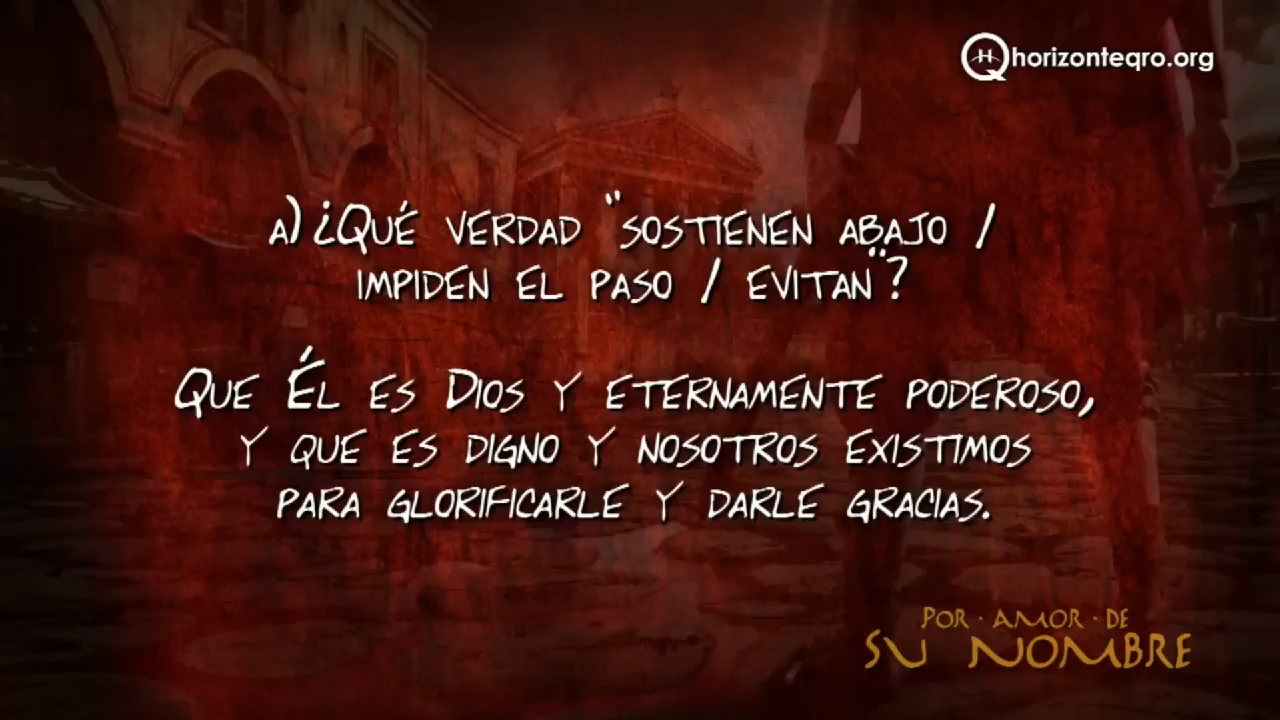 horizonteqro.org
a) ¿Qué verdad "sostienen abajo /
impiden el paso / evitan"?
Que Él es Dios y eternamente poderoso,
y que es digno y nosotros existimos
para glorificarle y darle gracias.
Por · amor · de
Su Nombre